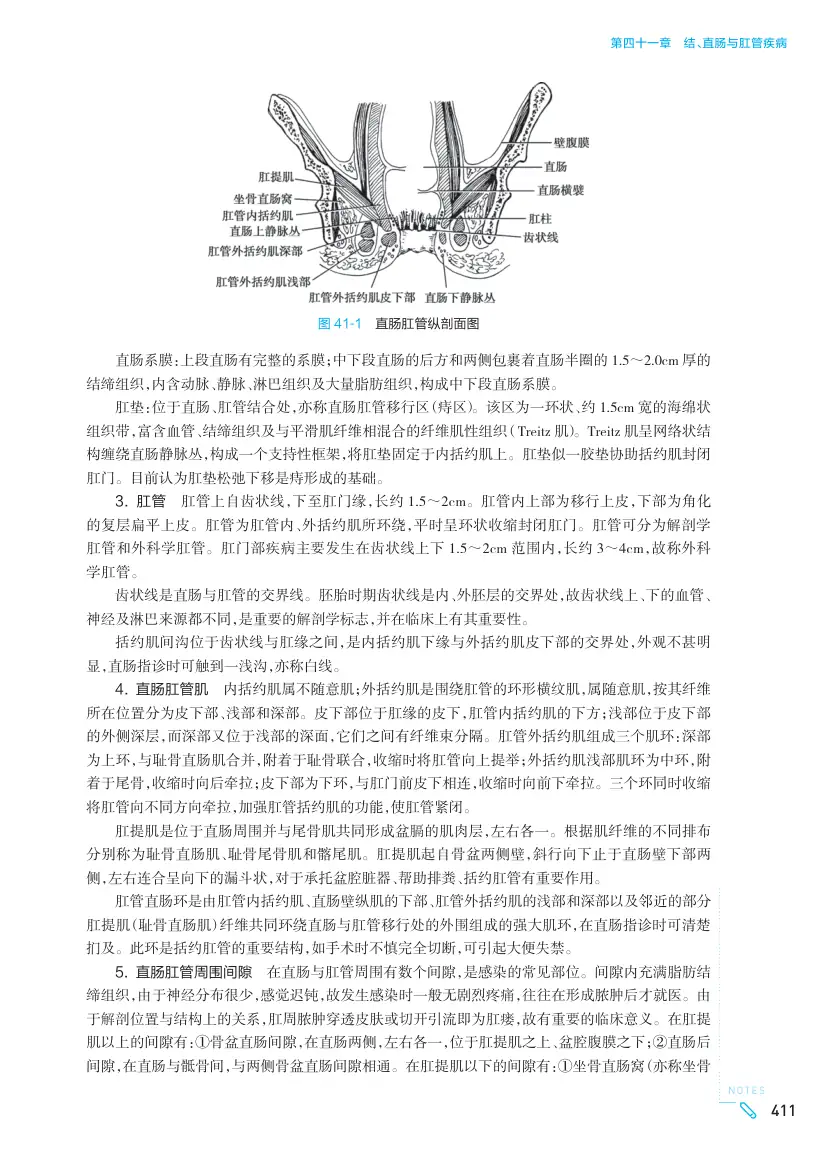 第四十一章 结、直肠与肛管疾病
壁腹膜
直肠
肛提肌
直肠横襞
坐骨直肠窝
肛管内括约肌
肛柱
直肠上静脉丛
齿状线
肛管外括约肌深部
肛管外括约肌浅部
肛管外括约肌皮下部 直肠下静脉丛
图 41-1 直肠肛管纵剖面图
直肠系膜:上段直肠有完整的系膜;中下段直肠的后方和两侧包裹着直肠半圈的 1.5~2.0cm 厚的
结缔组织,内含动脉、静脉、淋巴组织及大量脂肪组织,构成中下段直肠系膜。
肛垫:位于直肠、肛管结合处,亦称直肠肛管移行区(痔区)。该区为一环状、约 1.5cm 宽的海绵状
组织带,富含血管、结缔组织及与平滑肌纤维相混合的纤维肌性组织(Treitz 肌)。Treitz 肌呈网络状结
构缠绕直肠静脉丛,构成一个支持性框架,将肛垫固定于内括约肌上。肛垫似一胶垫协助括约肌封闭
肛门。目前认为肛垫松弛下移是痔形成的基础。
3. 肛管 肛管上自齿状线,下至肛门缘,长约 1.5~2cm。肛管内上部为移行上皮,下部为角化
的复层扁平上皮。肛管为肛管内、外括约肌所环绕,平时呈环状收缩封闭肛门。肛管可分为解剖学
肛管和外科学肛管。肛门部疾病主要发生在齿状线上下 1.5~2cm 范围内,长约 3~4cm,故称外科
学肛管。
齿状线是直肠与肛管的交界线。胚胎时期齿状线是内、外胚层的交界处,故齿状线上、下的血管、
神经及淋巴来源都不同,是重要的解剖学标志,并在临床上有其重要性。
括约肌间沟位于齿状线与肛缘之间,是内括约肌下缘与外括约肌皮下部的交界处,外观不甚明
显,直肠指诊时可触到一浅沟,亦称白线。
4. 直肠肛管肌 内括约肌属不随意肌;外括约肌是围绕肛管的环形横纹肌,属随意肌,按其纤维
所在位置分为皮下部、浅部和深部。皮下部位于肛缘的皮下,肛管内括约肌的下方;浅部位于皮下部
的外侧深层,而深部又位于浅部的深面,它们之间有纤维束分隔。肛管外括约肌组成三个肌环:深部
为上环,与耻骨直肠肌合并,附着于耻骨联合,收缩时将肛管向上提举;外括约肌浅部肌环为中环,附
着于尾骨,收缩时向后牵拉;皮下部为下环,与肛门前皮下相连,收缩时向前下牵拉。三个环同时收缩
将肛管向不同方向牵拉,加强肛管括约肌的功能,使肛管紧闭。
肛提肌是位于直肠周围并与尾骨肌共同形成盆膈的肌肉层,左右各一。根据肌纤维的不同排布
分别称为耻骨直肠肌、耻骨尾骨肌和髂尾肌。肛提肌起自骨盆两侧壁,斜行向下止于直肠壁下部两
侧,左右连合呈向下的漏斗状,对于承托盆腔脏器、帮助排粪、括约肛管有重要作用。
肛管直肠环是由肛管内括约肌、直肠壁纵肌的下部、肛管外括约肌的浅部和深部以及邻近的部分
肛提肌(耻骨直肠肌)纤维共同环绕直肠与肛管移行处的外围组成的强大肌环,在直肠指诊时可清楚
扪及。此环是括约肛管的重要结构,如手术时不慎完全切断,可引起大便失禁。
5. 直肠肛管周围间隙 在直肠与肛管周围有数个间隙,是感染的常见部位。间隙内充满脂肪结
缔组织,由于神经分布很少,感觉迟钝,故发生感染时一般无剧烈疼痛,往往在形成脓肿后才就医。由
于解剖位置与结构上的关系,肛周脓肿穿透皮肤或切开引流即为肛瘘,故有重要的临床意义。在肛提
肌以上的间隙有:①骨盆直肠间隙,在直肠两侧,左右各一,位于肛提肌之上、盆腔腹膜之下;②直肠后
间隙,在直肠与骶骨间,与两侧骨盆直肠间隙相通。在肛提肌以下的间隙有:①坐骨直肠窝(亦称坐骨
NOTES
411